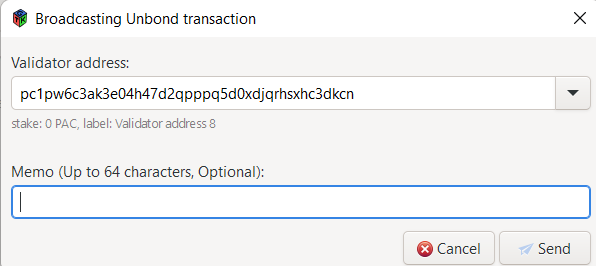 Broadcasting Unbond transaction
Validator address:
pc1pw6c3ak3e04h47d2qpppq5d0xdjqrhsxhc3dkcn
stake: 0 PAC, label: Validator address 8
Memo (Up to 64 characters, Optional):
Cancel
Send